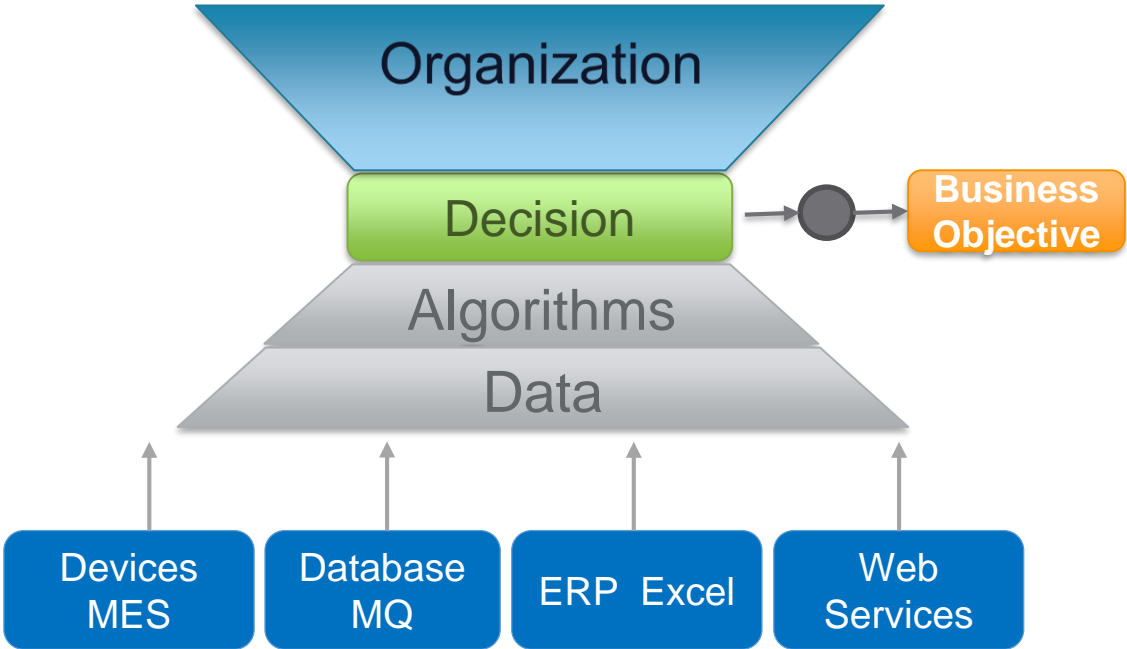 Organization
Decision
Business
Objective
Algorithms
Data
Devices
MES
Database
MQ
ERP  Excel
Web
Services